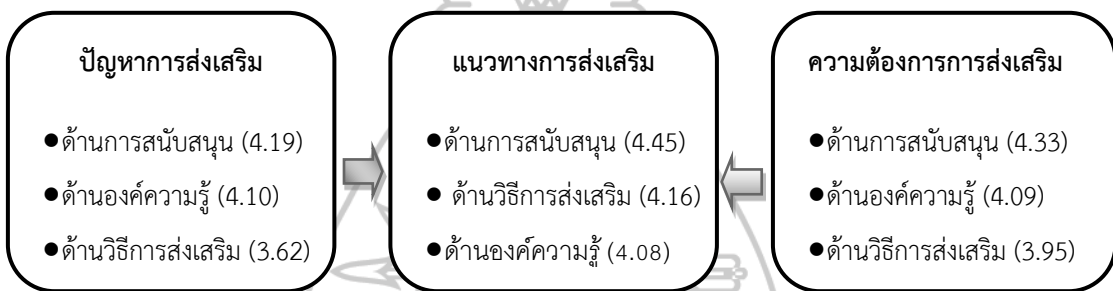 ปัญหาการส่งเสริม
●ด้านการสนับสนุน (4.19)
●ด้านองค์ความรู้ (4.10)
●ด้านวิธีการส่งเสริม (3.62)
แนวทางการส่งเสริม
●ด้านการสนับสนุน (4.45)
● ด้านวิธีการส่งเสริม (4.16)
●ด้านองค์ความรู้ (4.08)
ความต้องการการส่งเสริม
●ด้านการสนับสนุน (4.33)
●ด้านองค์ความรู้ (4.09)
●ด้านวิธีการส่งเสริม (3.95)